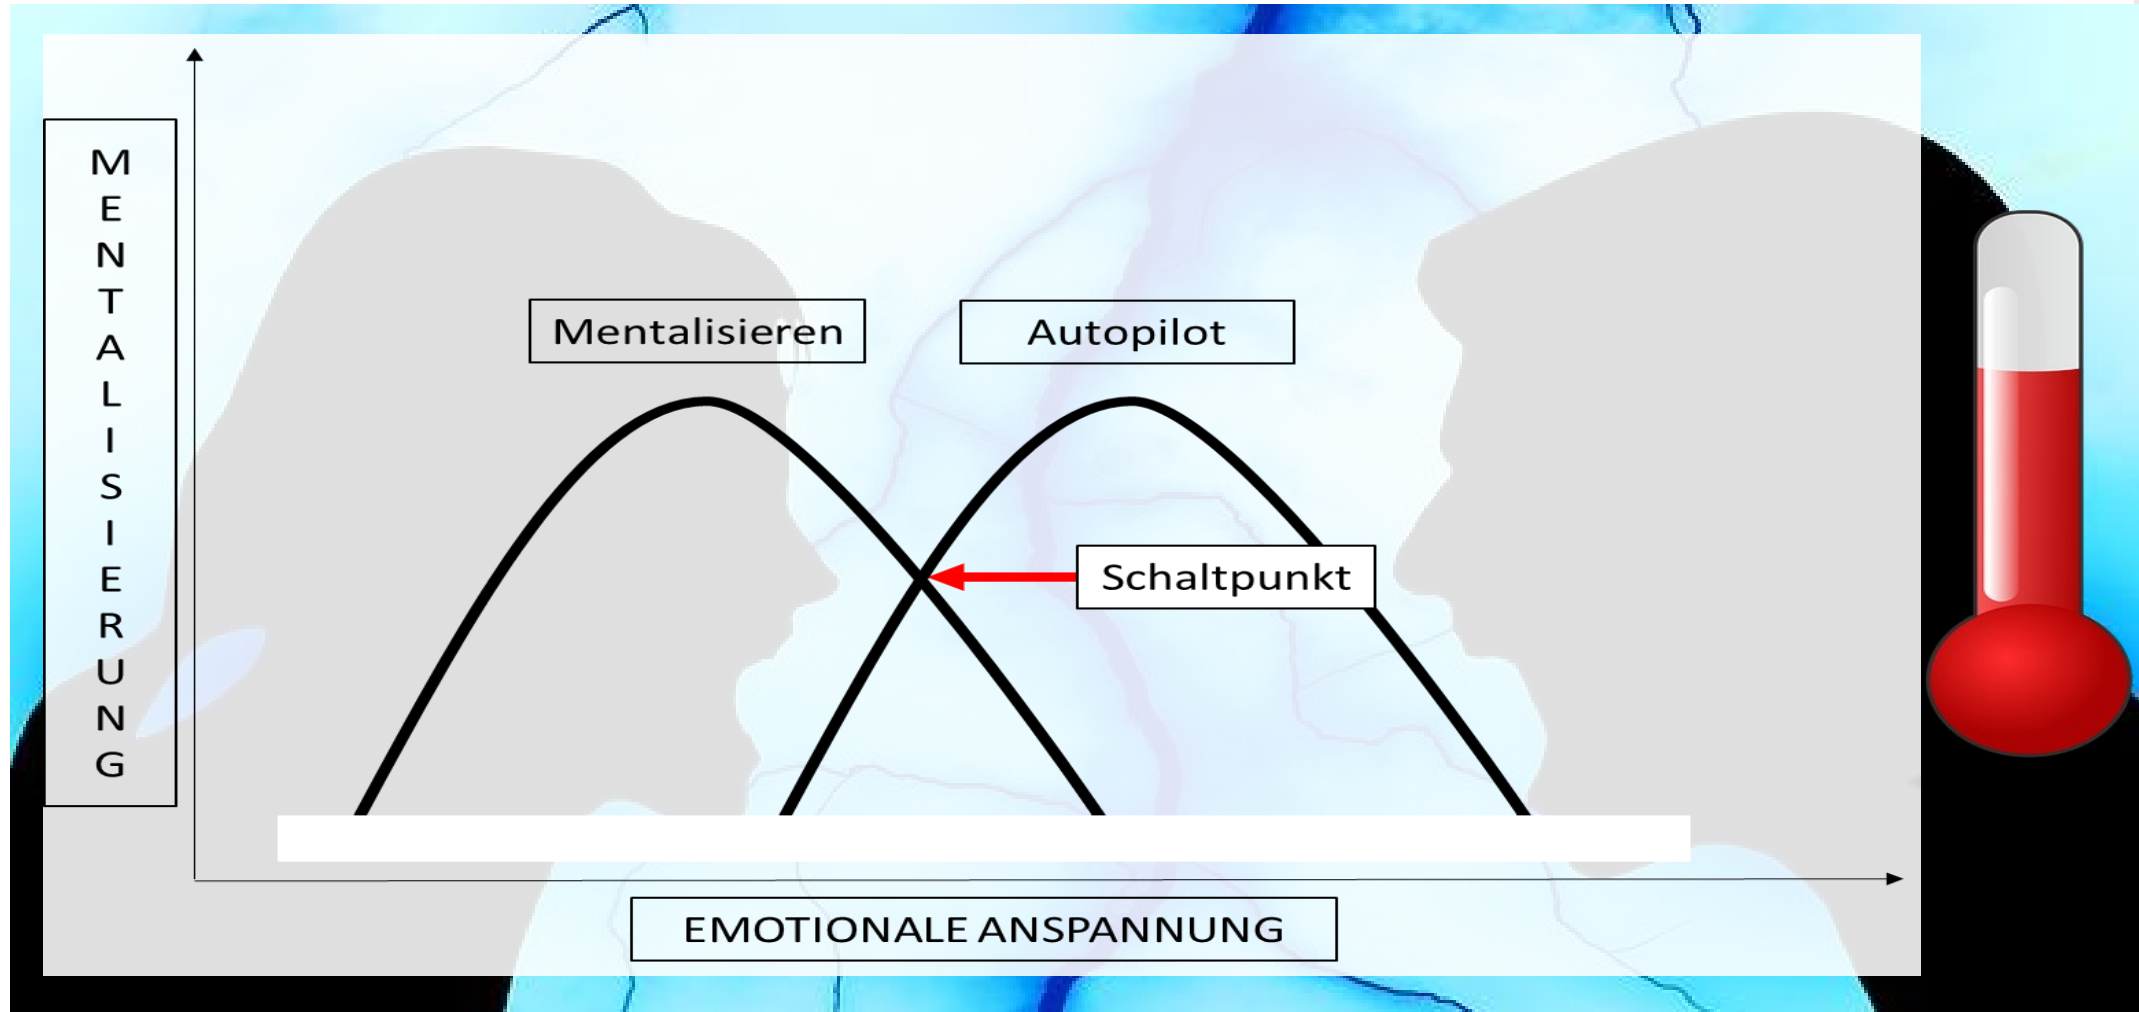 MENTALISIERUNG
Mentalisieren
Autopilot
Schaltpunkt
EMOTIONALE ANSPANNUNG